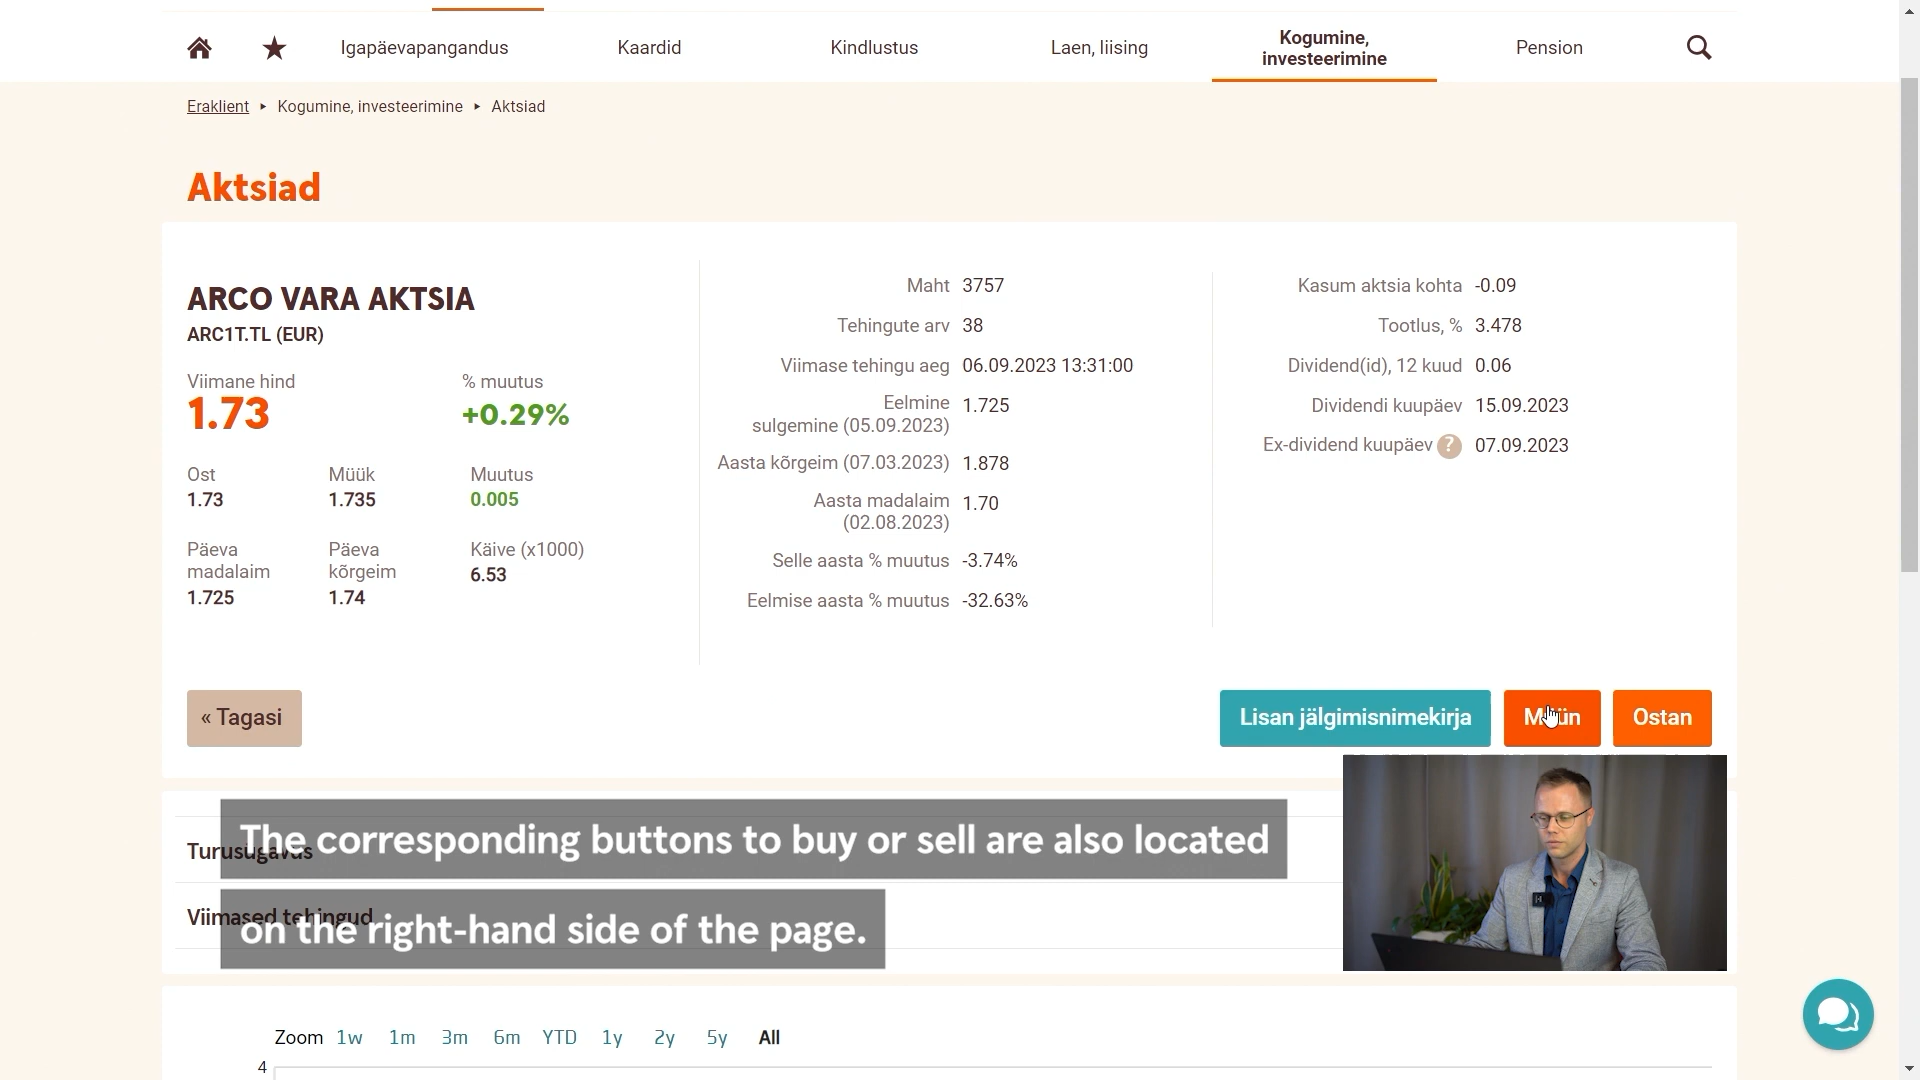 Igapäevapangandus
Kaardid
Kindlustus
Laen, liising
Kogumine,
investeerimine
Pension
Eraklient ▸ Kogumine, investeerimine ▸ Aktsiad
Aktsiad
ARCO VARA AKTSIA
ARC1T.TL (EUR)
Viimane hind
1.73
% muutus
+0.29%
Ost
1.73
Müük
1.735
Muutus
0.005
Päeva
madalaim
1.725
Päeva
kõrgeim
1.74
Käive (x1000)
6.53
Maht 3757
Tehingute arv 38
Viimase tehingu aeg 06.09.2023 13:31:00
Eelmine
sulgemine (05.09.2023) 1.725
Aasta kõrgeim (07.03.2023) 1.878
Aasta madalaim
(02.08.2023) 1.70
Selle aasta % muutus -3.74%
Eelmise aasta % muutus -32.63%
Kasum aktsia kohta -0.09
Tootlus, % 3.478
Dividend(id), 12 kuud 0.06
Dividendi kuupäev 15.09.2023
Ex-dividend kuupäev ? 07.09.2023
« Tagasi
Lisan jälgimisnimekirja
Müün
Ostan
Turusügavus
The corresponding buttons to buy or sell are also located
Viimased tehingud
on the right-hand side of the page.
Zoom 1w 1m 3m 6m YTD 1y 2y 5y All
4